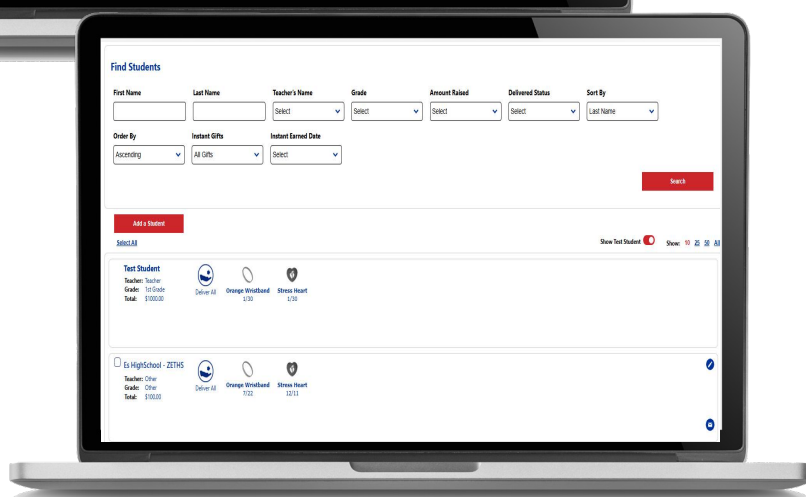 Find Students
First Name Last Name Teacher's Name Grade Amount Raised Delivered Status Sort By
Select Select Select Select Last Name
Order By Instant Gifts Instant Earned Date
Ascending All Gifts Select
Search
Add a Student
Select All Show Test Student Show: 10 25 50 All
Test Student
Teacher: Teacher
Grade: 1st Grade
Total: $1000.00
Deliver All
Orange Wristband
1/30
Stress Heart
1/30
Es HighSchool - ZETHS
Teacher: Other
Grade: Other
Total: $100.00
Deliver All
Orange Wristband
7/22
Stress Heart
12/11